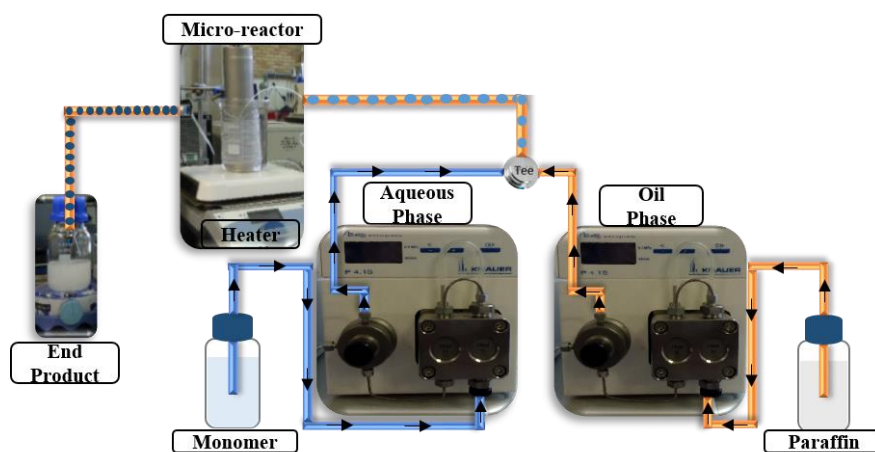 Micro-reactor
Tee
Aqueous
Phase
Oil
Phase
Heater
P 4.1S
KNAUER
P 4.1S
KNAUER
End
Product
Monomer
Paraffin